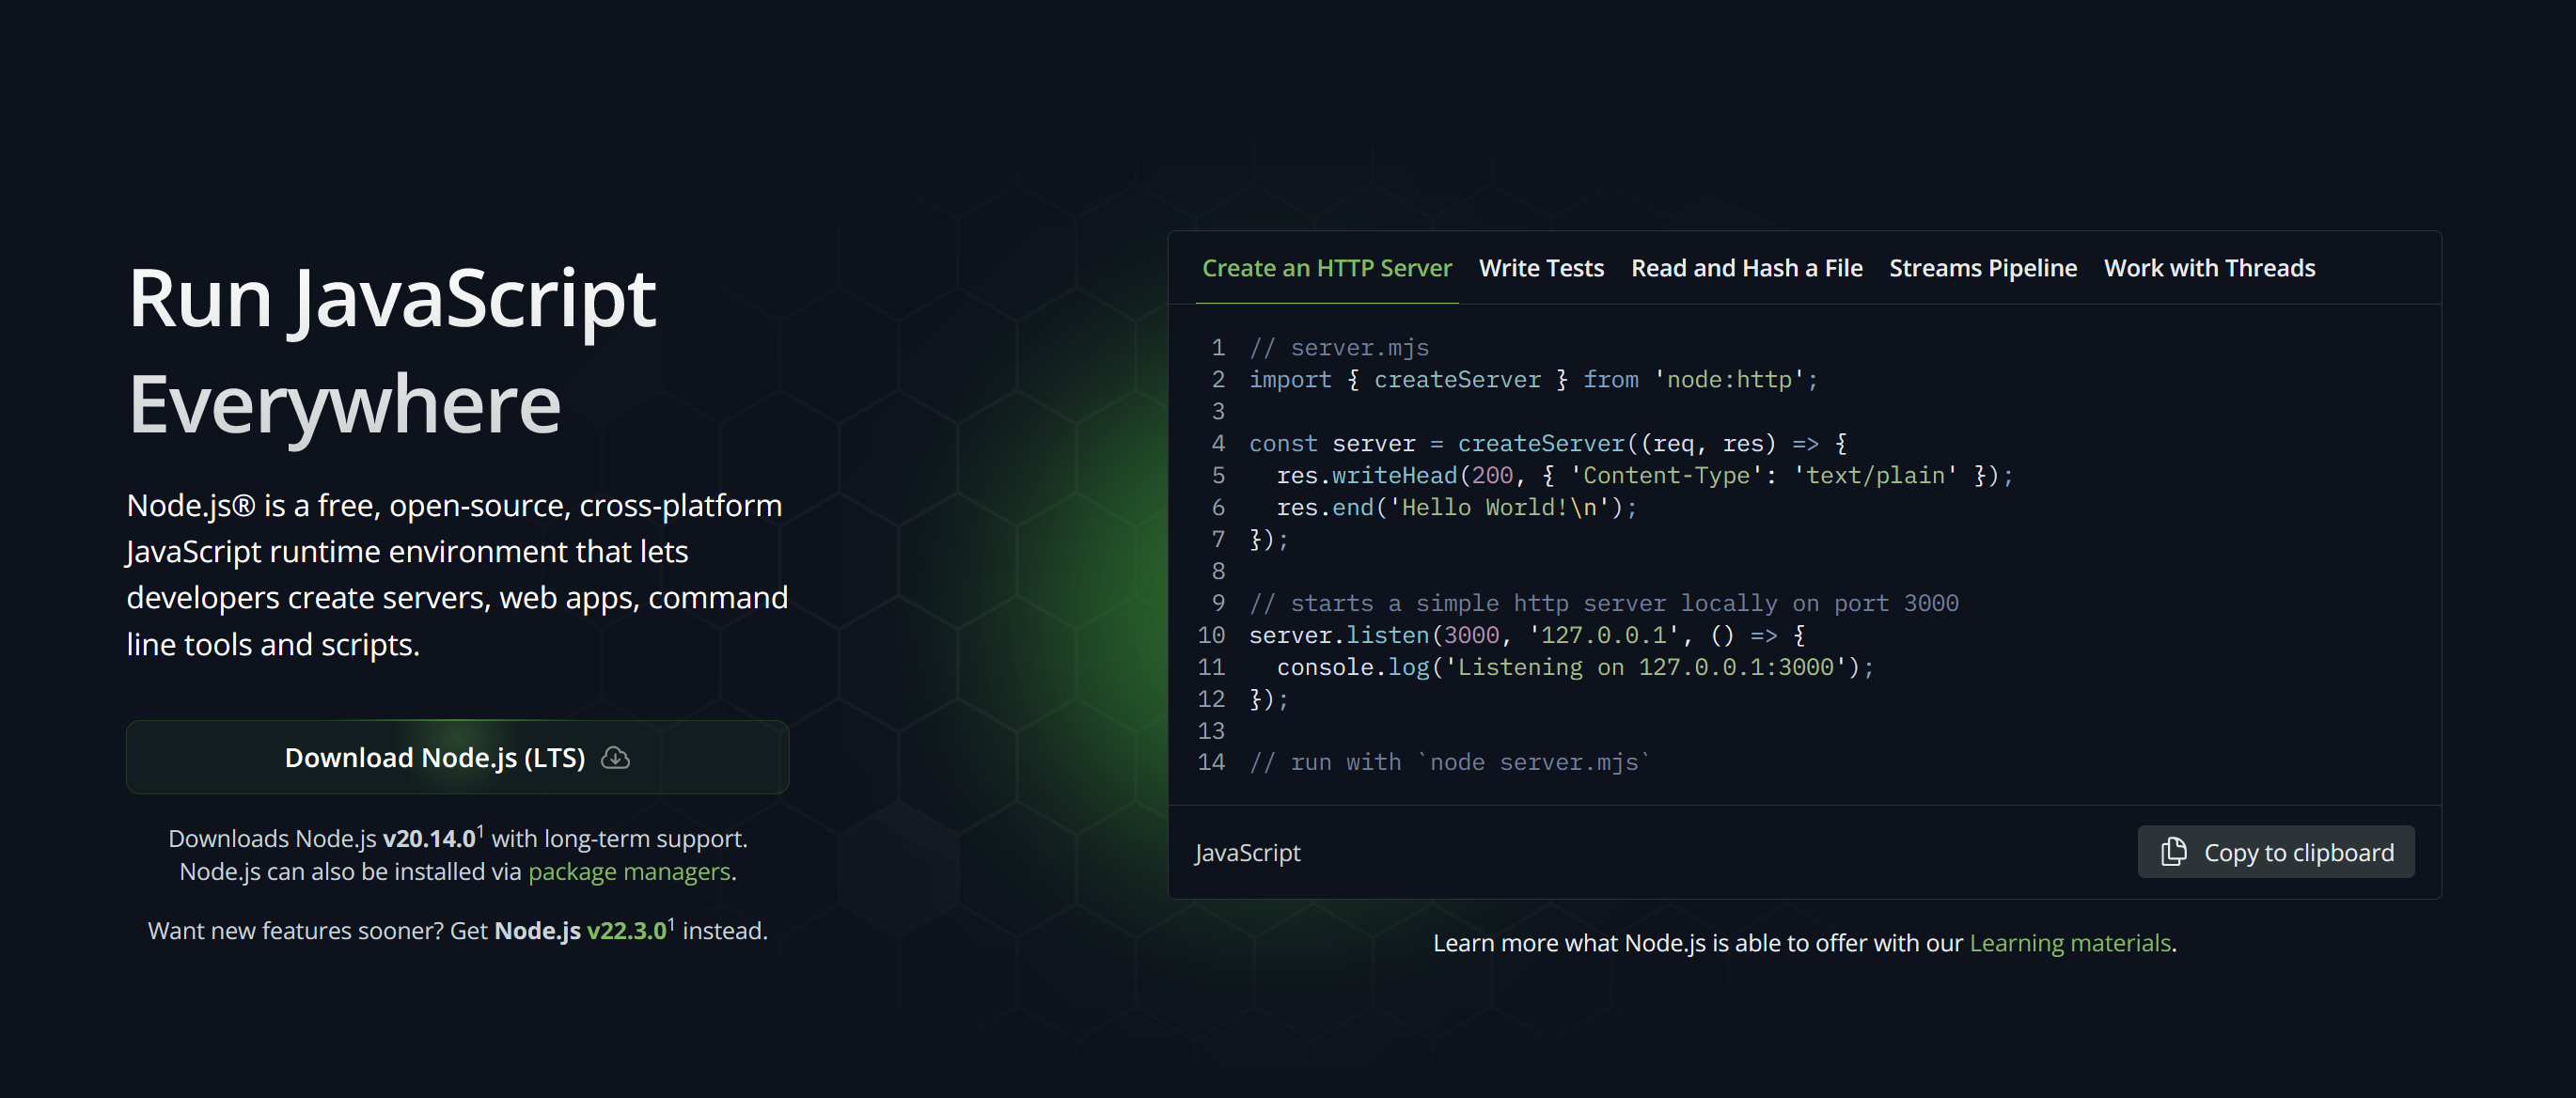 Run JavaScript
Everywhere
Node.js® is a free, open-source, cross-platform
JavaScript runtime environment that lets
developers create servers, web apps, command
line tools and scripts.
Download Node.js (LTS)
Downloads Node.js v20.14.0¹ with long-term support.
Node.js can also be installed via package managers.
Want new features sooner? Get Node.js v22.3.0¹ instead.
Create an HTTP Server Write Tests Read and Hash a File Streams Pipeline Work with Threads
1 // server.mjs
2 import { createServer } from 'node:http';
3
4 const server = createServer((req, res) => {
5   res.writeHead(200, { 'Content-Type': 'text/plain' });
6   res.end('Hello World!\n');
7 });
8
9 // starts a simple http server locally on port 3000
10 server.listen(3000, '127.0.0.1', () => {
11   console.log('Listening on 127.0.0.1:3000');
12 });
13
14 // run with `node server.mjs`
JavaScript Copy to clipboard
Learn more what Node.js is able to offer with our Learning materials.